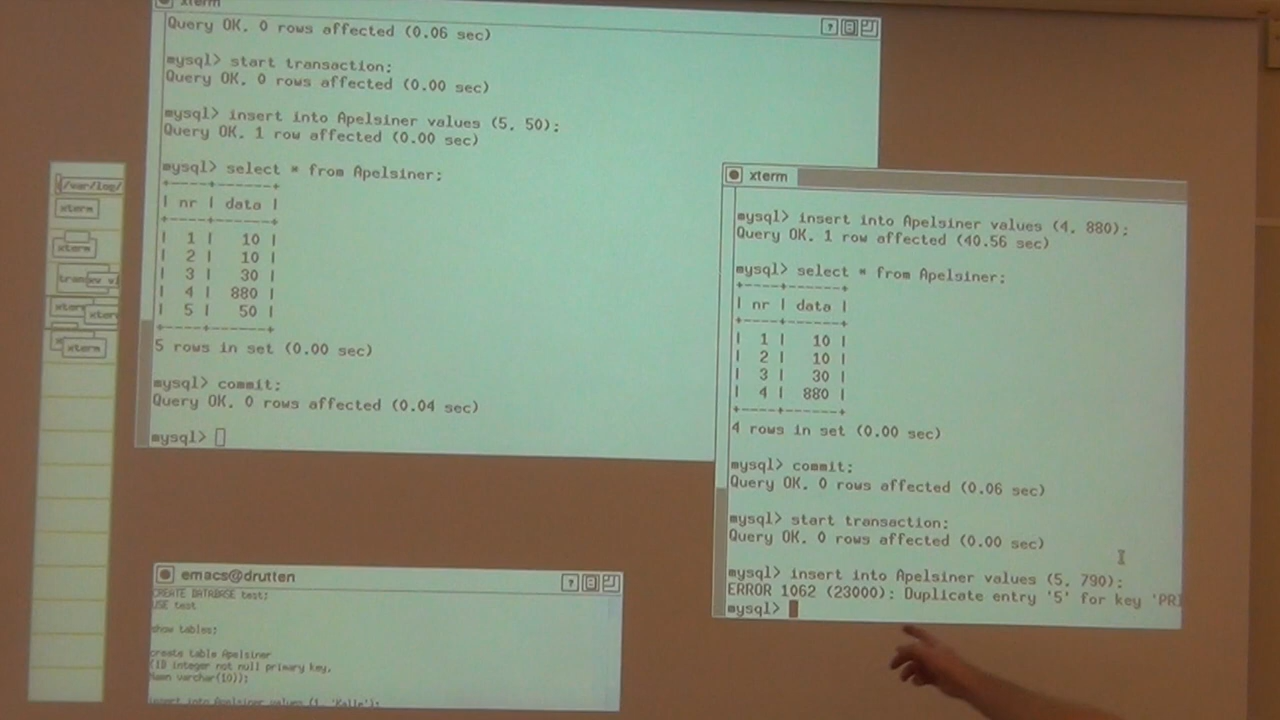 xterm
Query OK, 0 rows affected (0.06 sec)
mysql> start transaction;
Query OK, 0 rows affected (0.00 sec)
mysql> insert into Apelsiner values (5, 50);
Query OK, 1 row affected (0.00 sec)
mysql> select * from Apelsiner;
+----+------+
| nr | data |
+----+------+
| 1 | 10 |
| 2 | 10 |
| 3 | 30 |
| 4 | 880 |
| 5 | 50 |
+----+------+
5 rows in set (0.00 sec)
mysql> commit;
Query OK, 0 rows affected (0.04 sec)
mysql>
xterm
mysql> insert into Apelsiner values (4, 880);
Query OK, 1 row affected (40.56 sec)
mysql> select * from Apelsiner;
+----+------+
| nr | data |
+----+------+
| 1 | 10 |
| 2 | 10 |
| 3 | 30 |
| 4 | 880 |
+----+------+
4 rows in set (0.00 sec)
mysql> commit;
Query OK, 0 rows affected (0.06 sec)
mysql> start transaction;
Query OK, 0 rows affected (0.00 sec)
mysql> insert into Apelsiner values (5, 790);
ERROR 1062 (23000): Duplicate entry '5' for key 'PRI
mysql>
/var/log/
xterm
xterm
xterm
emacs@drutten
CREATE DATABASE test;
USE test
show tables;
create table Apelsiner
(ID integer not null primary key,
Namn varchar(10));
insert into Apelsiner values (1, 'Kalle');